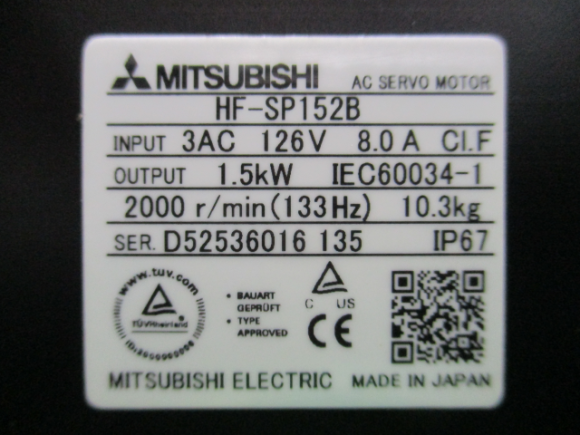 MITSUBISHI AC SERVO MOTOR
HF-SP152B
INPUT 3AC 126V 8.0A CI.F
OUTPUT 1.5kW IEC60034-1
2000 r/min(133Hz) 10.3kg
SER. D52536016 135 IP67
www.tuv.com
TÜVRheinland
• BAUART
GEPRÜFT
• TYPE
APPROVED
C US
CE
MITSUBISHI ELECTRIC MADE IN JAPAN